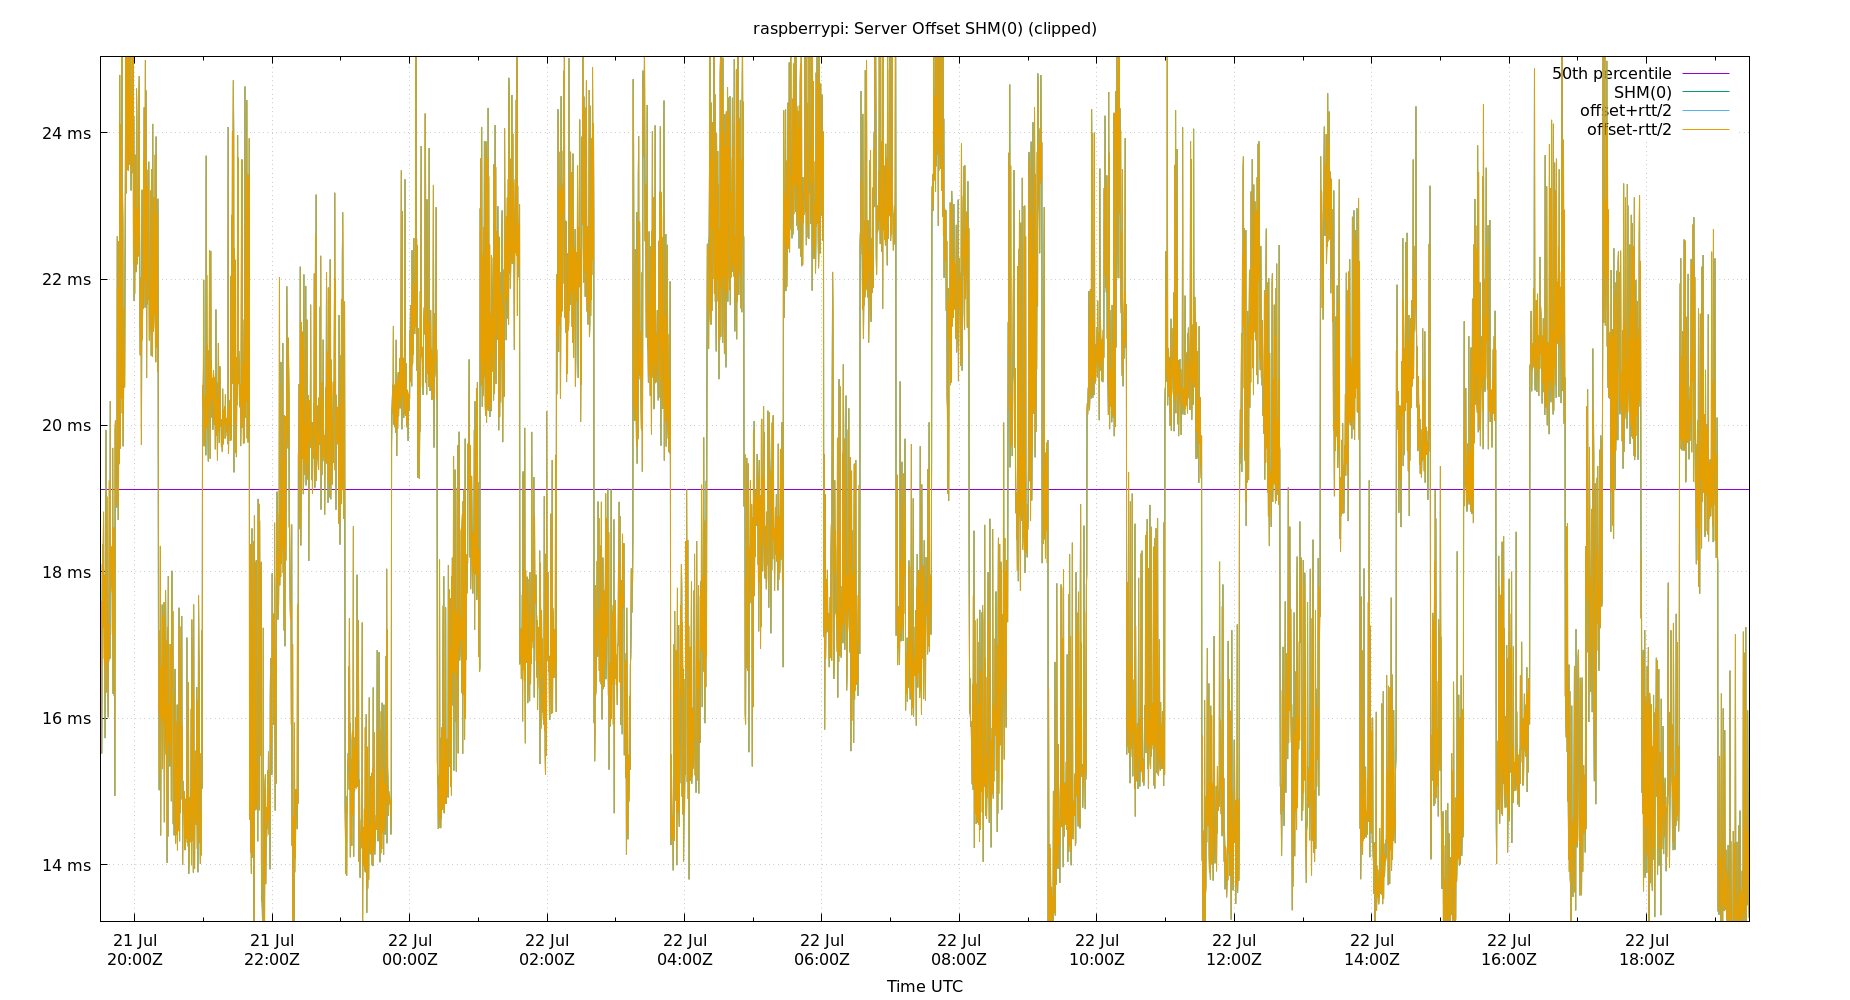 raspberrypi: Server Offset SHM(0) (clipped)
50th percentile
SHM(0)
offset+rtt/2
offset-rtt/2
24 ms
22 ms
20 ms
18 ms
16 ms
14 ms
21 Jul 21 Jul 22 Jul 22 Jul 22 Jul 22 Jul 22 Jul 22 Jul 22 Jul 22 Jul 22 Jul 22 Jul
20:00Z 22:00Z 00:00Z 02:00Z 04:00Z 06:00Z 08:00Z 10:00Z 12:00Z 14:00Z 16:00Z 18:00Z
Time UTC